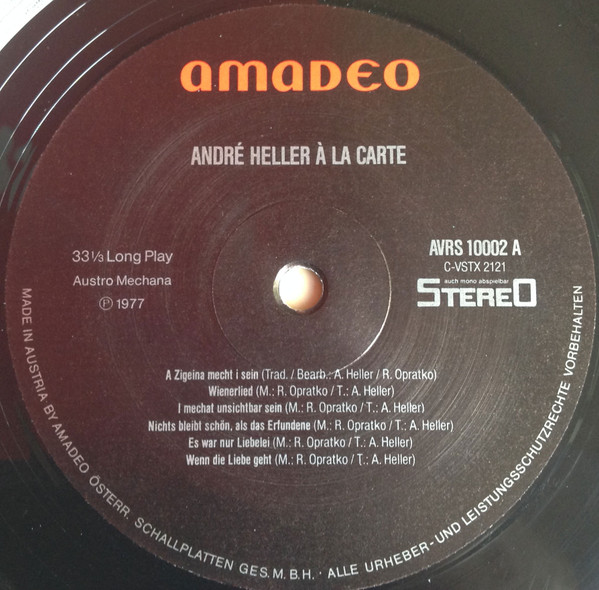 amadeo
ANDRÉ HELLER À LA CARTE
33 1/3 Long Play
Austro Mechana
Ⓟ 1977
AVRS 10002 A
C-VSTX 2121
auch mono abspielbar
STEREO
A Zigeina mecht i sein (Trad. / Bearb.: A. Heller / R. Opratko)
Wienerlied (M.: R. Opratko / T.: A. Heller)
I mechat unsichtbar sein (M.: R. Opratko / T.: A. Heller)
Nichts bleibt schön, als das Erfundene (M.: R. Opratko / T.: A. Heller)
Es war nur Liebelei (M.: R. Opratko / T.: A. Heller)
Wenn die Liebe geht (M.: R. Opratko / T.: A. Heller)
MADE IN AUSTRIA BY AMADEO ÖSTERR. SCHALLPLATTEN GES. M. B. H. · ALLE URHEBER- UND LEISTUNGSSCHUTZRECHTE VORBEHALTEN